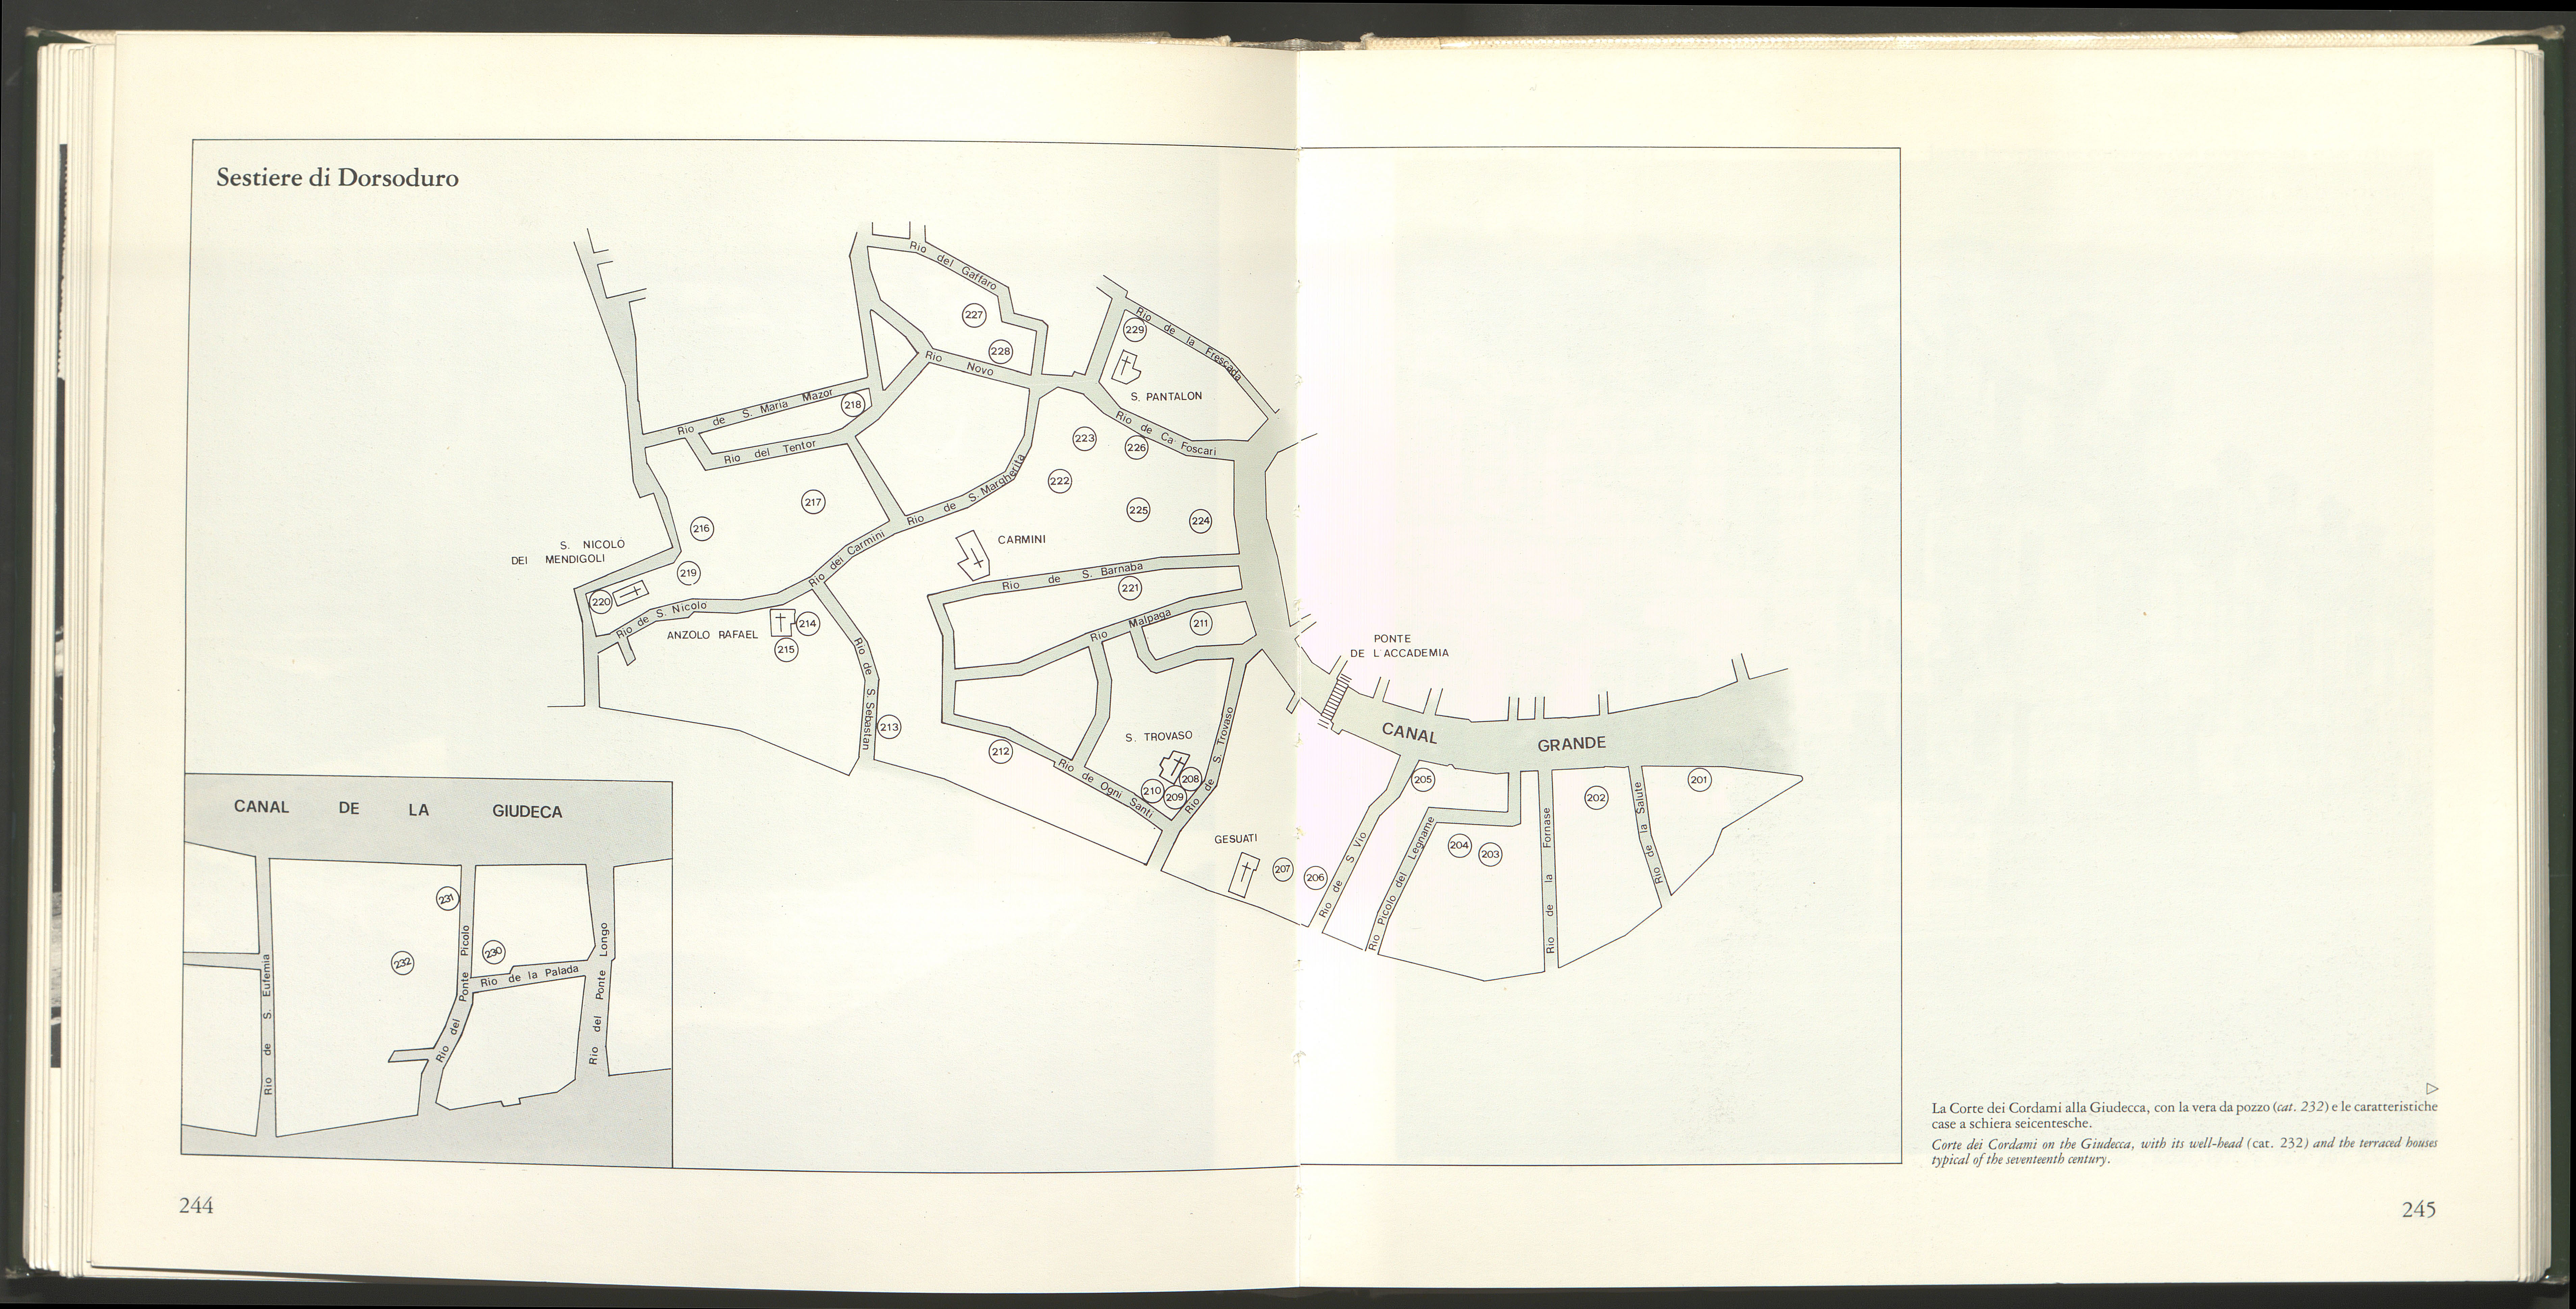 Sestiere di Dorsoduro
Rio del Gaffaro
227
228
Rio Novo
229
Rio de la Frescada
S. PANTALON
Rio de S. Maria Mazor
218
Rio del Tentor
Rio de Ca Foscari
223
226
222
225
224
217
216
Rio de S. Margherita
S. NICOLÒ
DEI MENDIGOLI
219
220
Rio dei Carmini
CARMINI
Rio de S. Barnaba
221
Rio de S. Nicolo
ANZOLO RAFAEL
214
215
Rio Malpaga
211
Rio de S. Sebastan
213
212
S. TROVASO
208
210
209
Rio de S. Trovaso
Rio de Ogni Santi
GESUATI
207
206
PONTE
DE L'ACCADEMIA
CANAL GRANDE
205
Rio de S Vio
Rio Picolo del Legname
204
203
Rio de la Fornase
202
Rio de la Salute
201
CANAL DE LA GIUDECA
231
230
232
Rio de S. Eufemia
Rio del Ponte Picolo
Rio de la Palada
Rio del Ponte Longo
La Corte dei Cordami alla Giudecca, con la vera da pozzo (cat. 232) e le caratteristiche
case a schiera seicentesche.
Corte dei Cordami on the Giudecca, with its well-head (cat. 232) and the terraced houses
typical of the seventeenth century.
244
245